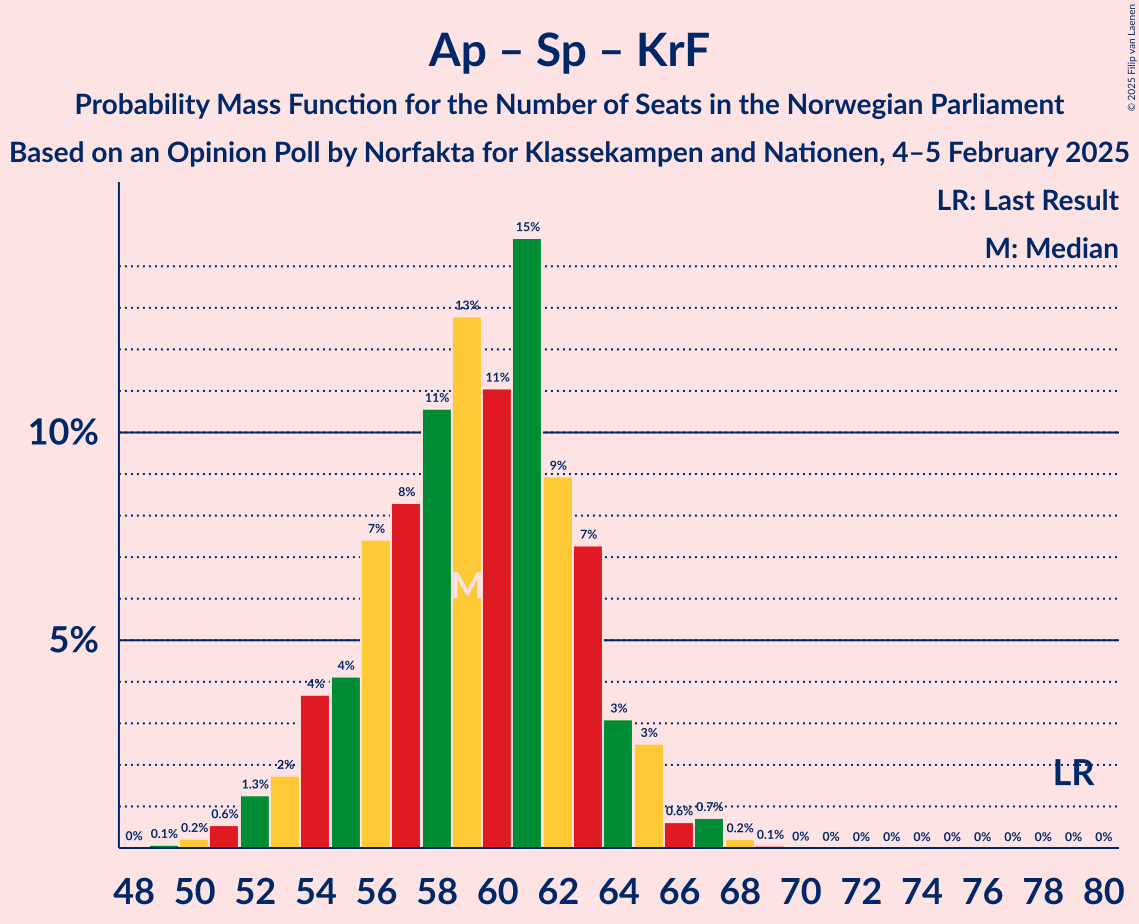 Ap – Sp – KrF
Probability Mass Function for the Number of Seats in the Norwegian Parliament
Based on an Opinion Poll by Norfakta for Klassekampen and Nationen, 4–5 February 2025
© 2025 Filip van Laenen
LR: Last Result
M: Median
10%
5%
0% 0.1% 0.2% 0.6% 1.3% 2% 4% 4% 7% 8% 11% 13% 11% 15% 9% 7% 3% 3% 0.6% 0.7% 0.2% 0.1% 0% 0% 0% 0% 0% 0% 0% 0% 0% 0% 0%
M
LR
48 50 52 54 56 58 60 62 64 66 68 70 72 74 76 78 80